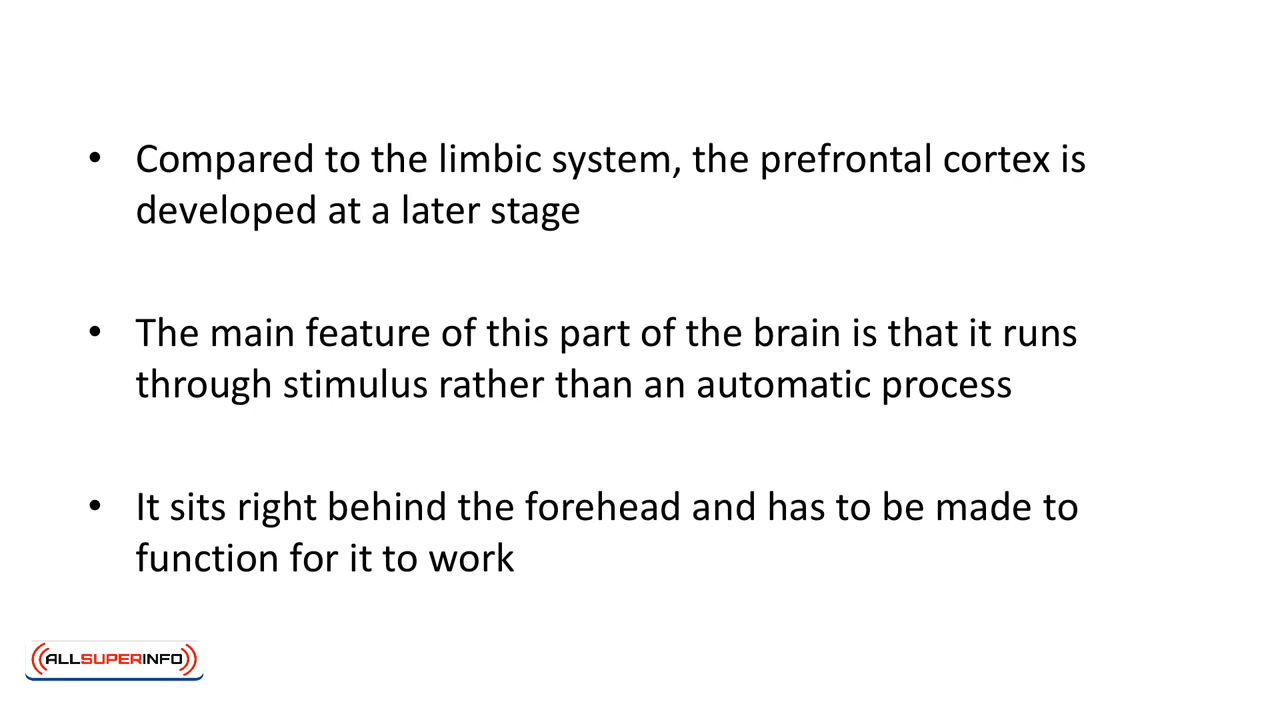 • Compared to the limbic system, the prefrontal cortex is
developed at a later stage
• The main feature of this part of the brain is that it runs
through stimulus rather than an automatic process
• It sits right behind the forehead and has to be made to
function for it to work
ALLSUPERINFO